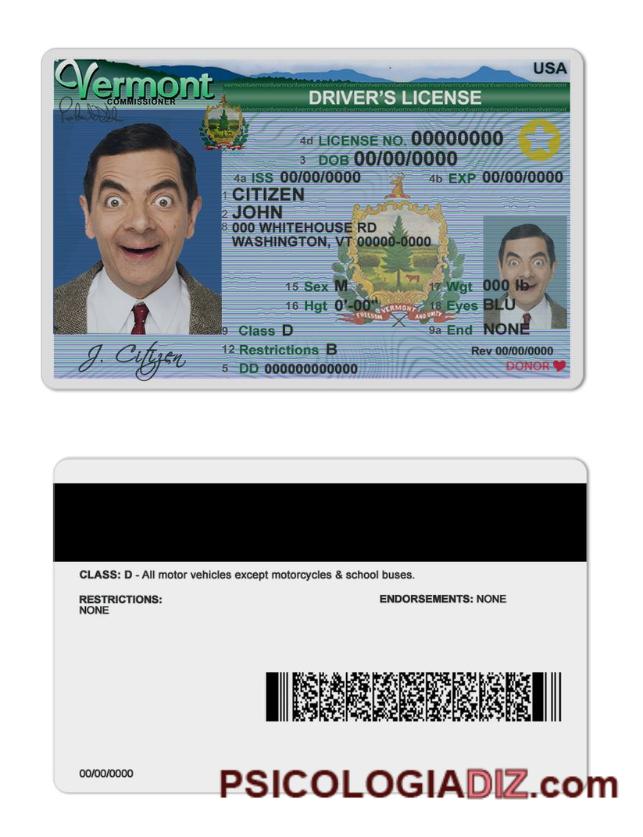 Vermont
COMMISSIONER
USA
DRIVER'S LICENSE
4d LICENSE NO. 00000000
3 DOB 00/00/0000
4a ISS 00/00/0000 4b EXP 00/00/0000
1 CITIZEN
2 JOHN
8 000 WHITEHOUSE RD
WASHINGTON, VT 00000-0000
15 Sex M 17 Wgt 000 lb
16 Hgt 0'-00" 18 Eyes BLU
VERMONT
FREEDOM AND UNITY
9 Class D 9a End NONE
12 Restrictions B Rev 00/00/0000
5 DD 000000000000 DONOR
J. Citizen
CLASS: D - All motor vehicles except motorcycles & school buses.
RESTRICTIONS: ENDORSEMENTS: NONE
NONE
00/00/0000
PSICOLOGIADIZ.com